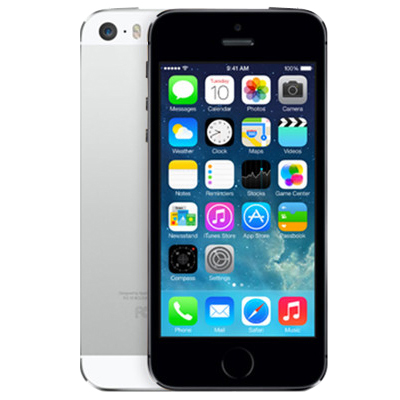 9:41 AM 100%
Tuesday
10
Messages Calendar Photos Camera
Weather Clock Maps Videos
Notes Reminders Stocks Game Center
Newsstand iTunes Store App Store Passbook
Compass Settings
Phone Mail Safari Music